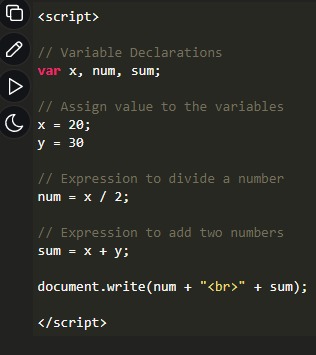 <script>
// Variable Declarations
var x, num, sum;
// Assign value to the variables
x = 20;
y = 30
// Expression to divide a number
num = x / 2;
// Expression to add two numbers
sum = x + y;
document.write(num + "<br>" + sum);
</script>